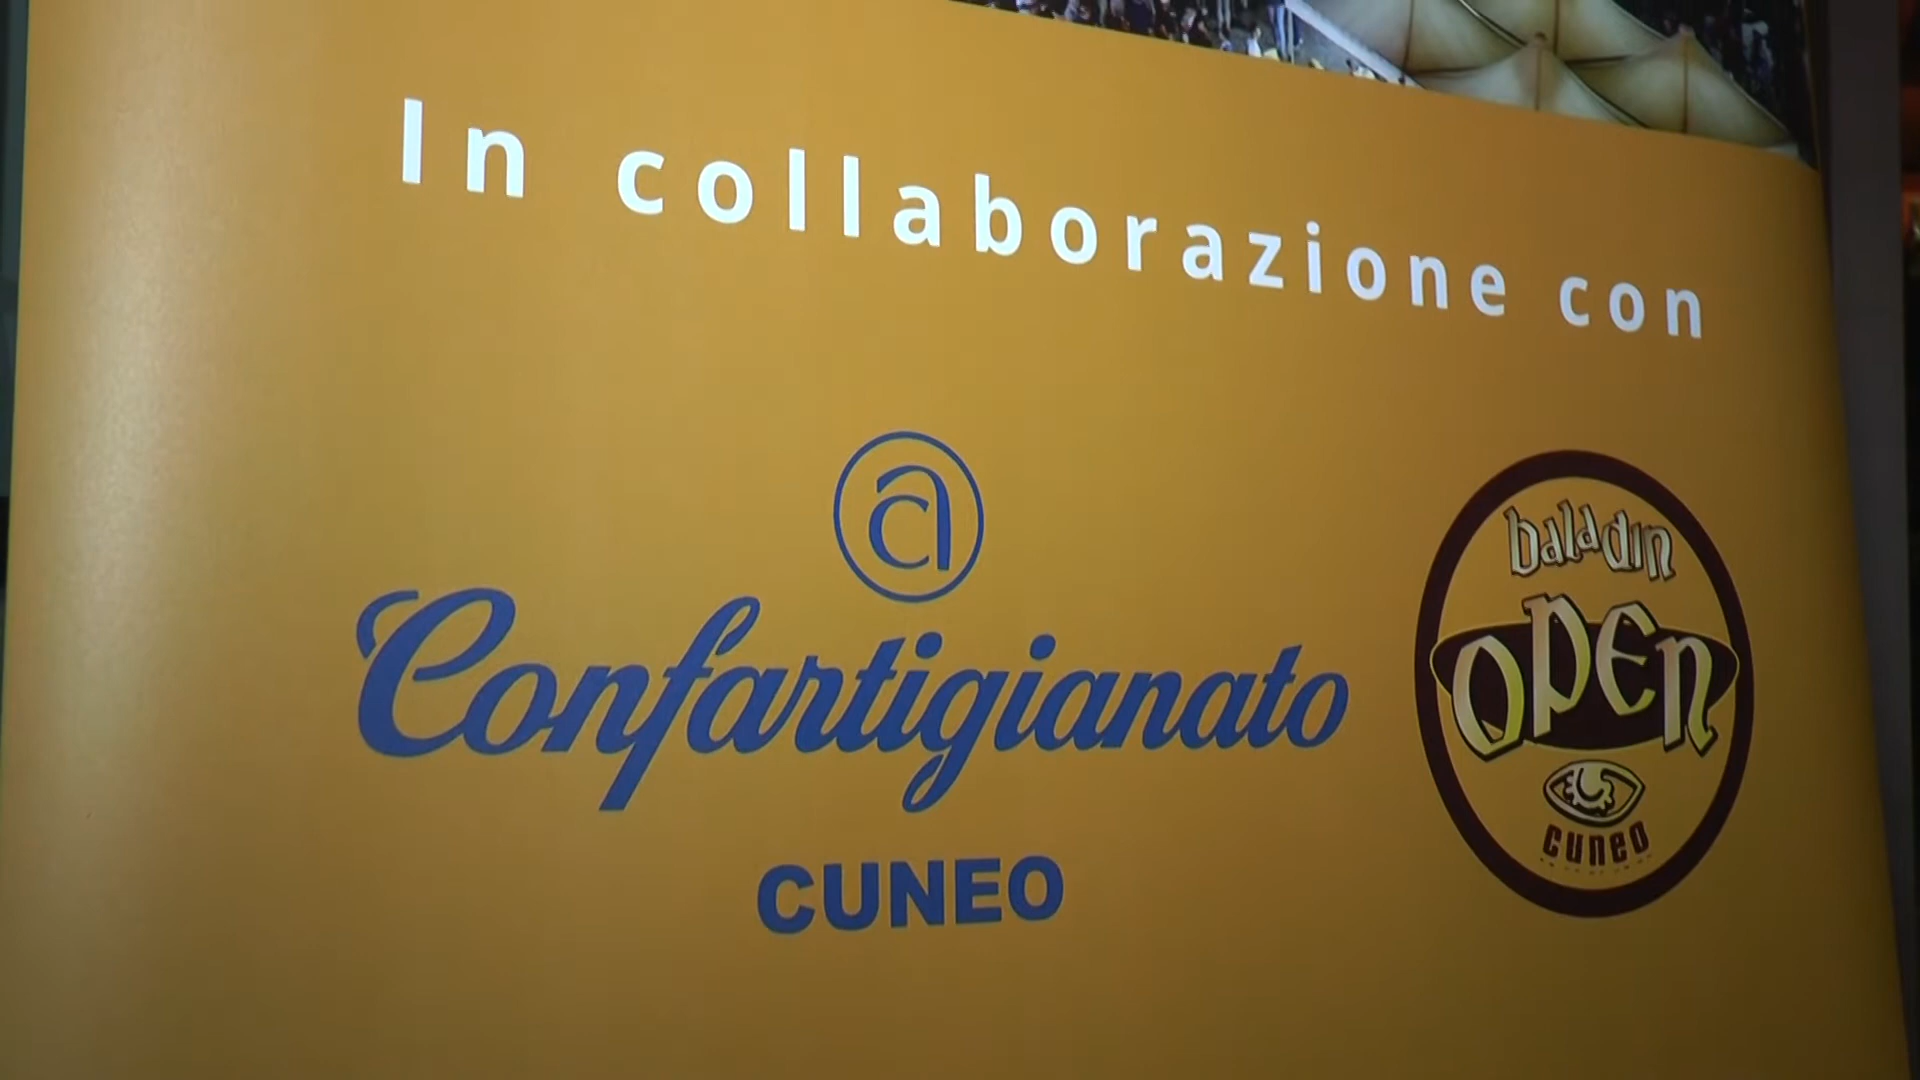 In collaborazione con
a
Confartigianato
CUNEO
baladin
OPEN
cuneo